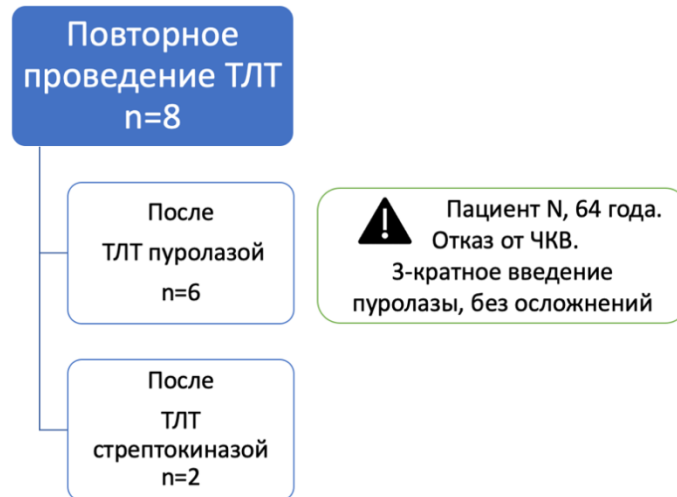 Повторное
проведение ТЛТ
n=8
После
ТЛТ пуролазой
n=6
Пациент N, 64 года.
Отказ от ЧКВ.
3-кратное введение
пуролазы, без осложнений
После
ТЛТ
стрептокиназой
n=2